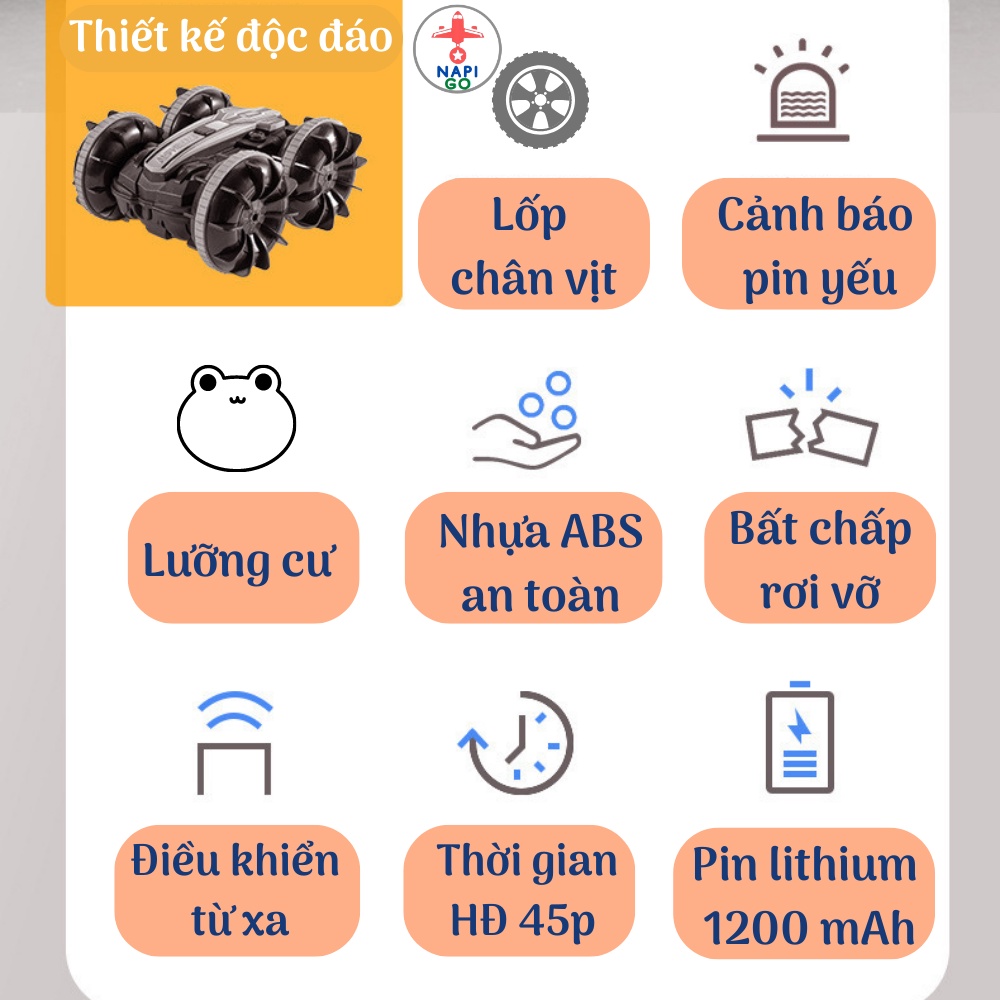 Thiết kế độc đáo
NAPI
GO
Lốp
chân vịt
Cảnh báo
pin yếu
Lưỡng cư
Nhựa ABS
an toàn
Bất chấp
rơi vỡ
Điều khiển
từ xa
Thời gian
HĐ 45p
Pin lithium
1200 mAh